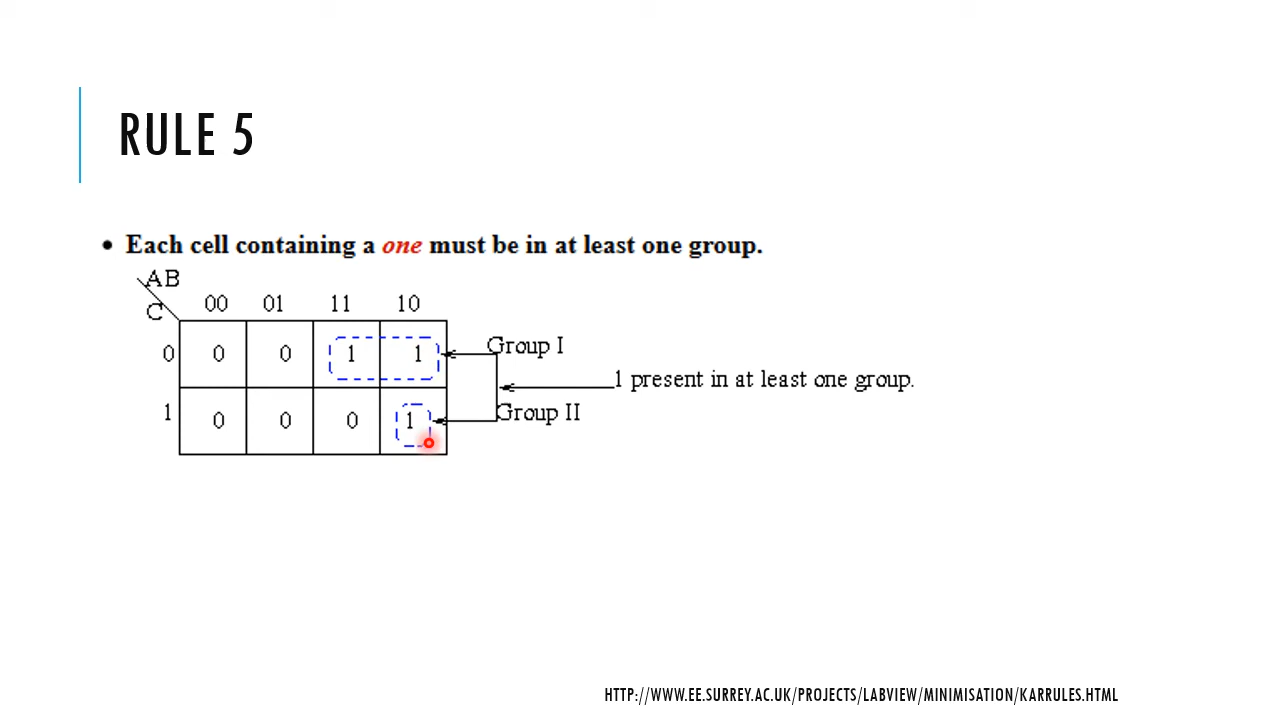 RULE 5
• Each cell containing a one must be in at least one group.
AB
C
00 01 11 10
0 0 0 1 1
Group I
1 present in at least one group.
1 0 0 0 1
Group II
HTTP://WWW.EE.SURREY.AC.UK/PROJECTS/LABVIEW/MINIMISATION/KARRULES.HTML